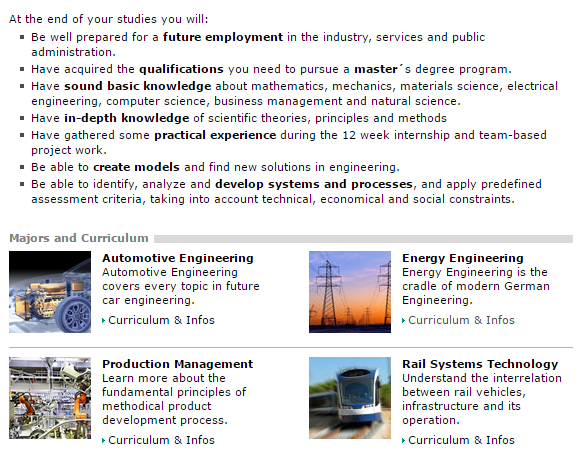 At the end of your studies you will:
Be well prepared for a future employment in the industry, services and public
administration.
Have acquired the qualifications you need to pursue a master´s degree program.
Have sound basic knowledge about mathematics, mechanics, materials science, electrical
engineering, computer science, business management and natural science.
Have in-depth knowledge of scientific theories, principles and methods
Have gathered some practical experience during the 12 week internship and team-based
project work.
Be able to create models and find new solutions in engineering.
Be able to identify, analyze and develop systems and processes, and apply predefined
assessment criteria, taking into account technical, economical and social constraints.
Majors and Curriculum
Automotive Engineering
Automotive Engineering
covers every topic in future
car engineering.
Curriculum & Infos
Energy Engineering
Energy Engineering is the
cradle of modern German
Engineering.
Curriculum & Infos
Production Management
Learn more about the
fundamental principles of
methodical product
development process.
Curriculum & Infos
Rail Systems Technology
Understand the interrelation
between rail vehicles,
infrastructure and its
operation.
Curriculum & Infos